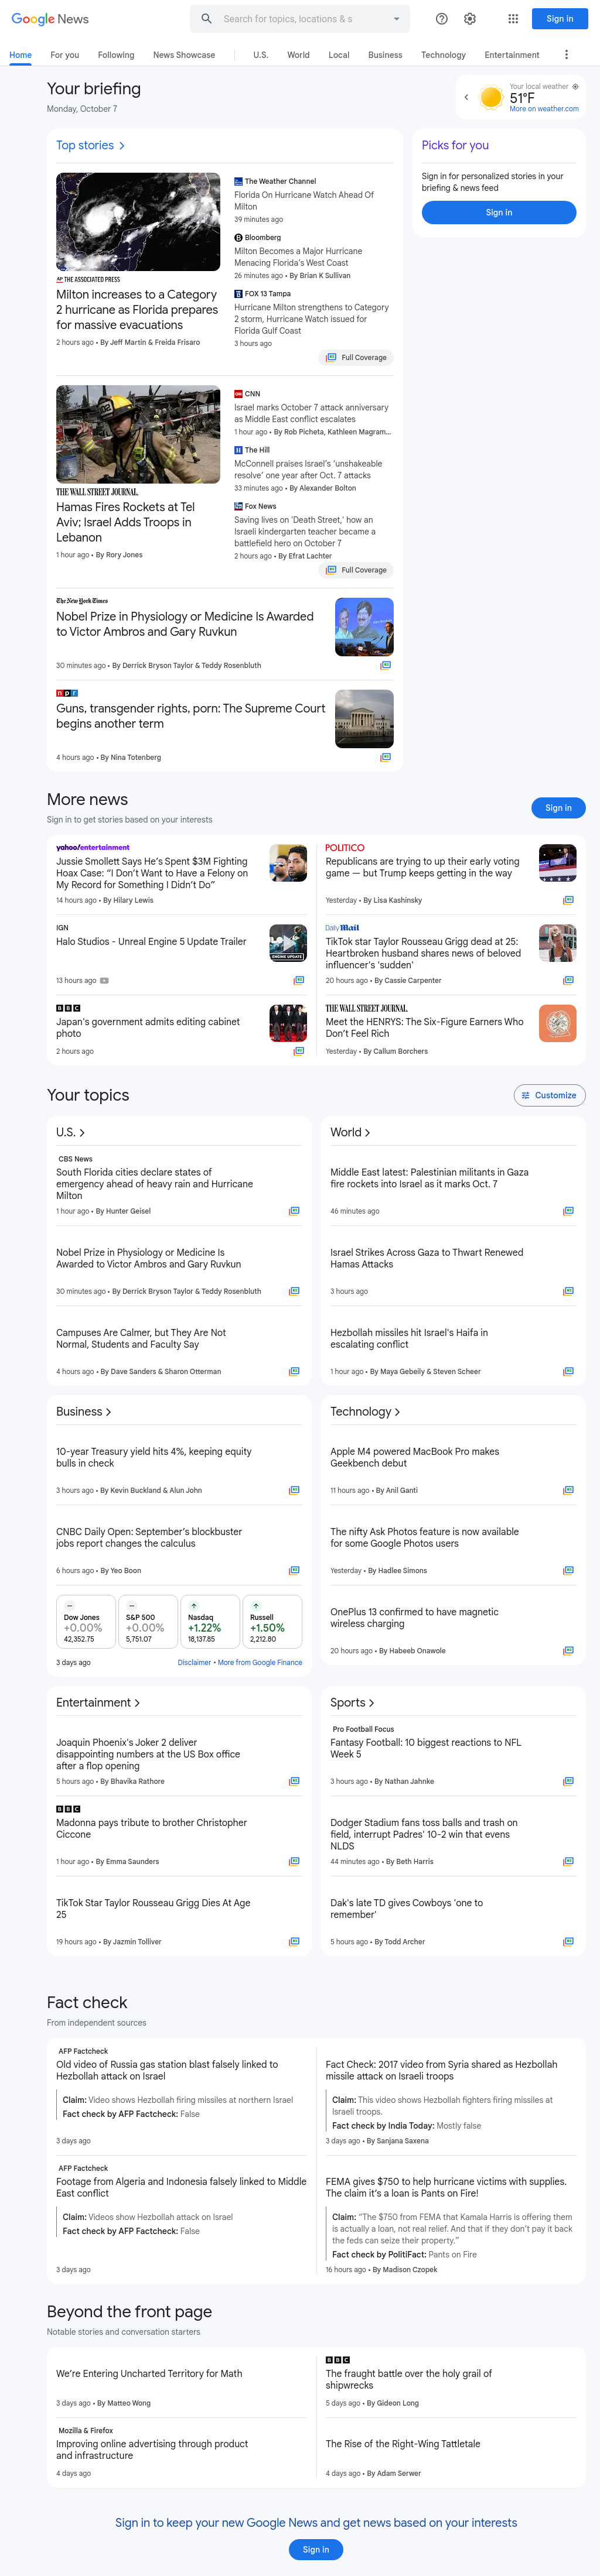 Google News
Search for topics, locations & s
Sign in
Home
For you
Following
News Showcase
U.S.
World
Local
Business
Technology
Entertainment
Your briefing
Monday, October 7
Your local weather
51°F
More on weather.com
Top stories
THE ASSOCIATED PRESS
Milton increases to a Category
2 hurricane as Florida prepares
for massive evacuations
2 hours ago • By Jeff Martin & Freida Frisaro
The Weather Channel
Florida On Hurricane Watch Ahead Of
Milton
39 minutes ago
Bloomberg
Milton Becomes a Major Hurricane
Menacing Florida's West Coast
26 minutes ago • By Brian K Sullivan
FOX 13 Tampa
Hurricane Milton strengthens to Category
2 storm, Hurricane Watch issued for
Florida Gulf Coast
3 hours ago
Full Coverage
Picks for you
Sign in for personalized stories in your
briefing & news feed
Sign in
THE WALL STREET JOURNAL.
Hamas Fires Rockets at Tel
Aviv; Israel Adds Troops in
Lebanon
1 hour ago • By Rory Jones
CNN
Israel marks October 7 attack anniversary
as Middle East conflict escalates
1 hour ago • By Rob Picheta, Kathleen Magram...
The Hill
McConnell praises Israel's 'unshakeable
resolve' one year after Oct. 7 attacks
33 minutes ago • By Alexander Bolton
Fox News
Saving lives on 'Death Street,' how an
Israeli kindergarten teacher became a
battlefield hero on October 7
2 hours ago • By Efrat Lachter
Full Coverage
The New York Times
Nobel Prize in Physiology or Medicine Is Awarded
to Victor Ambros and Gary Ruvkun
30 minutes ago • By Derrick Bryson Taylor & Teddy Rosenbluth
npr
Guns, transgender rights, porn: The Supreme Court
begins another term
4 hours ago • By Nina Totenberg
More news
Sign in to get stories based on your interests
Sign in
yahoo!entertainment
Jussie Smollett Says He's Spent $3M Fighting
Hoax Case: "I Don't Want to Have a Felony on
My Record for Something I Didn't Do"
14 hours ago • By Hilary Lewis
POLITICO
Republicans are trying to up their early voting
game — but Trump keeps getting in the way
Yesterday • By Lisa Kashinsky
IGN
Halo Studios - Unreal Engine 5 Update Trailer
ENGINE UPDATE
13 hours ago
Daily Mail
TikTok star Taylor Rousseau Grigg dead at 25:
Heartbroken husband shares news of beloved
influencer's 'sudden'
20 hours ago • By Cassie Carpenter
BBC
Japan's government admits editing cabinet
photo
2 hours ago
THE WALL STREET JOURNAL.
Meet the HENRYS: The Six-Figure Earners Who
Don't Feel Rich
Yesterday • By Callum Borchers
Your topics
Customize
U.S.
CBS News
South Florida cities declare states of
emergency ahead of heavy rain and Hurricane
Milton
1 hour ago • By Hunter Geisel
Nobel Prize in Physiology or Medicine Is
Awarded to Victor Ambros and Gary Ruvkun
30 minutes ago • By Derrick Bryson Taylor & Teddy Rosenbluth
Campuses Are Calmer, but They Are Not
Normal, Students and Faculty Say
4 hours ago • By Dave Sanders & Sharon Otterman
World
Middle East latest: Palestinian militants in Gaza
fire rockets into Israel as it marks Oct. 7
46 minutes ago
Israel Strikes Across Gaza to Thwart Renewed
Hamas Attacks
3 hours ago
Hezbollah missiles hit Israel's Haifa in
escalating conflict
1 hour ago • By Maya Gebeily & Steven Scheer
Business
10-year Treasury yield hits 4%, keeping equity
bulls in check
3 hours ago • By Kevin Buckland & Alun John
CNBC Daily Open: September's blockbuster
jobs report changes the calculus
6 hours ago • By Yeo Boon
Dow Jones
+0.00%
42,352.75
S&P 500
+0.00%
5,751.07
Nasdaq
+1.22%
18,137.85
Russell
+1.50%
2,212.80
3 days ago
Disclaimer • More from Google Finance
Technology
Apple M4 powered MacBook Pro makes
Geekbench debut
11 hours ago • By Anil Ganti
The nifty Ask Photos feature is now available
for some Google Photos users
Yesterday • By Hadlee Simons
OnePlus 13 confirmed to have magnetic
wireless charging
20 hours ago • By Habeeb Onawole
Entertainment
Joaquin Phoenix's Joker 2 deliver
disappointing numbers at the US Box office
after a flop opening
5 hours ago • By Bhavika Rathore
BBC
Madonna pays tribute to brother Christopher
Ciccone
1 hour ago • By Emma Saunders
TikTok Star Taylor Rousseau Grigg Dies At Age
25
19 hours ago • By Jazmin Tolliver
Sports
Pro Football Focus
Fantasy Football: 10 biggest reactions to NFL
Week 5
3 hours ago • By Nathan Jahnke
Dodger Stadium fans toss balls and trash on
field, interrupt Padres' 10-2 win that evens
NLDS
44 minutes ago • By Beth Harris
Dak's late TD gives Cowboys 'one to
remember'
5 hours ago • By Todd Archer
Fact check
From independent sources
AFP Factcheck
Old video of Russia gas station blast falsely linked to
Hezbollah attack on Israel
Claim: Video shows Hezbollah firing missiles at northern Israel
Fact check by AFP Factcheck: False
3 days ago
Fact Check: 2017 video from Syria shared as Hezbollah
missile attack on Israeli troops
Claim: This video shows Hezbollah fighters firing missiles at
Israeli troops.
Fact check by India Today: Mostly false
3 days ago • By Sanjana Saxena
AFP Factcheck
Footage from Algeria and Indonesia falsely linked to Middle
East conflict
Claim: Videos show Hezbollah attack on Israel
Fact check by AFP Factcheck: False
3 days ago
FEMA gives $750 to help hurricane victims with supplies.
The claim it's a loan is Pants on Fire!
Claim: "The $750 from FEMA that Kamala Harris is offering them
is actually a loan, not real relief. And that if they don't pay it back
the feds can seize their property."
Fact check by PolitiFact: Pants on Fire
16 hours ago • By Madison Czopek
Beyond the front page
Notable stories and conversation starters
We're Entering Uncharted Territory for Math
3 days ago • By Matteo Wong
BBC
The fraught battle over the holy grail of
shipwrecks
5 days ago • By Gideon Long
Mozilla & Firefox
Improving online advertising through product
and infrastructure
4 days ago
The Rise of the Right-Wing Tattletale
4 days ago • By Adam Serwer
Sign in to keep your new Google News and get news based on your interests
Sign in